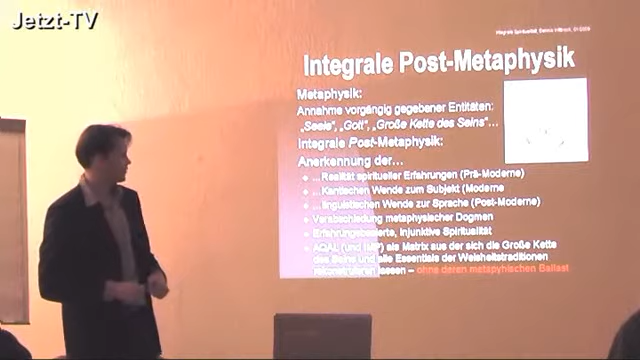 Jetzt-TV
Integrale Post-Metaphysik
Metaphysik:
Annahme vorgängig gegebener Entitäten:
„Seele", „Gott", „Große Kette des Seins"...
Integrale Post-Metaphysik:
Anerkennung der...
...Realität spiritueller Erfahrungen (Prä-Moderne)
...Kantischen Wende zum Subjekt (Moderne
...linguistischen Wende zur Sprache (Post-Moderne)
Verabschiedung metaphysischer Dogmen
Erfahrungsbasierte, Injunktive Spiritualität
AQAL (und IMP) als Matrix aus der sich die Große Kette
des Seins und alle Essentials der Weisheitstraditionen
rekonstruieren lassen – ohne deren metaphyhischen Ballast